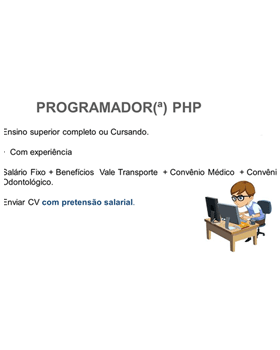 PROGRAMADOR(ª) PHP
Ensino superior completo ou Cursando.
· Com experiência
Salário Fixo + Benefícios Vale Transporte + Convênio Médico + Convêni
Odontológico.
Enviar CV com pretensão salarial.